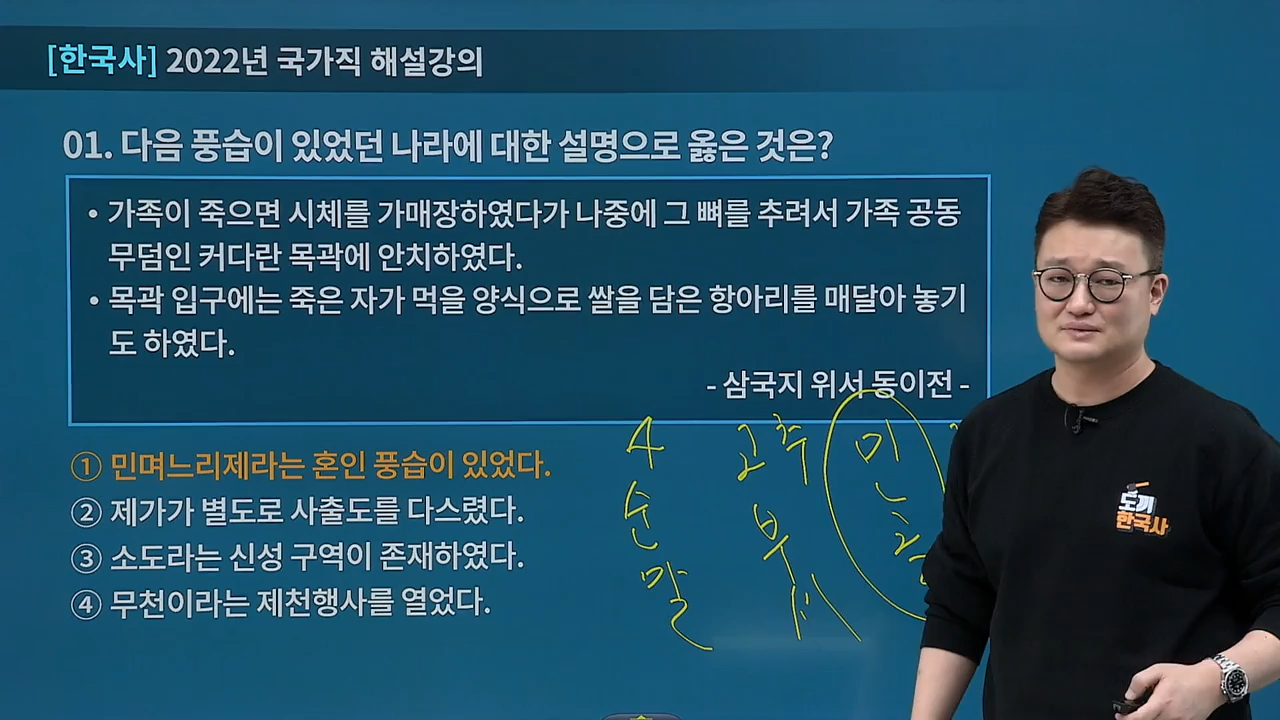 [한국사] 2022년 국가직 해설강의
01. 다음 풍습이 있었던 나라에 대한 설명으로 옳은 것은?
• 가족이 죽으면 시체를 가매장하였다가 나중에 그 뼈를 추려서 가족 공동
무덤인 커다란 목곽에 안치하였다.
• 목곽 입구에는 죽은 자가 먹을 양식으로 쌀을 담은 항아리를 매달아 놓기
도 하였다.
- 삼국지 위서 동이전 -
① 민며느리제라는 혼인 풍습이 있었다.
② 제가가 별도로 사출도를 다스렸다.
③ 소도라는 신성 구역이 존재하였다.
④ 무천이라는 제천행사를 열었다.
순
말
고추
부
민
도끼
한국사